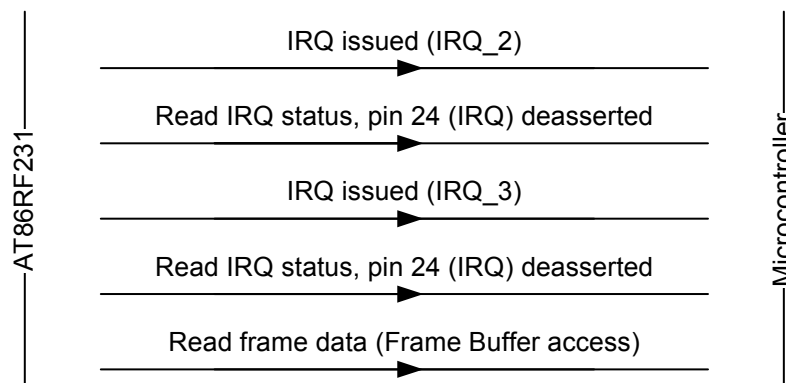 IRQ issued (IRQ_2)
Read IRQ status, pin 24 (IRQ) deasserted
IRQ issued (IRQ_3)
Read IRQ status, pin 24 (IRQ) deasserted
Read frame data (Frame Buffer access)
AT86RF231
Microcontroller